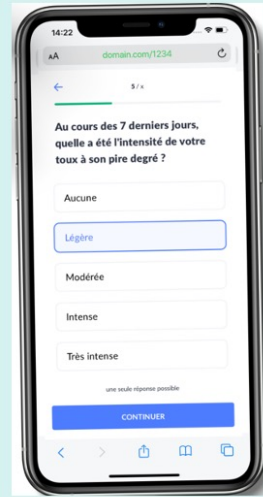 14:22
AA domain.com/1234
5 / x
Au cours des 7 derniers jours,
quelle a été l'intensité de votre
toux à son pire degré ?
Aucune
Légère
Modérée
Intense
Très intense
une seule réponse possible
CONTINUER